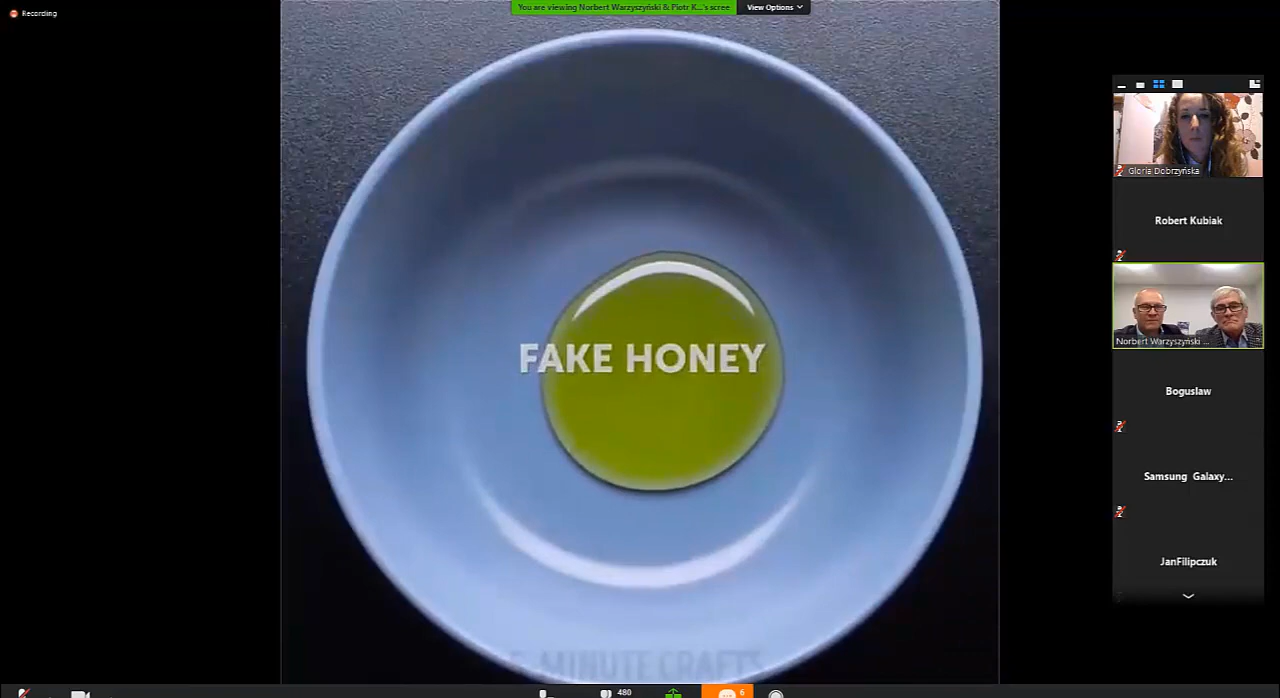 Recording
You are viewing Norbert Warzyszyński & Piotr K...'s scree
View Options
Gloria Dobrzyńska
Robert Kubiak
FAKE HONEY
Norbert Warzyszyński ...
Boguslaw
Samsung Galaxy...
JanFilipczuk
5-MINUTE CRAFTS
480
6